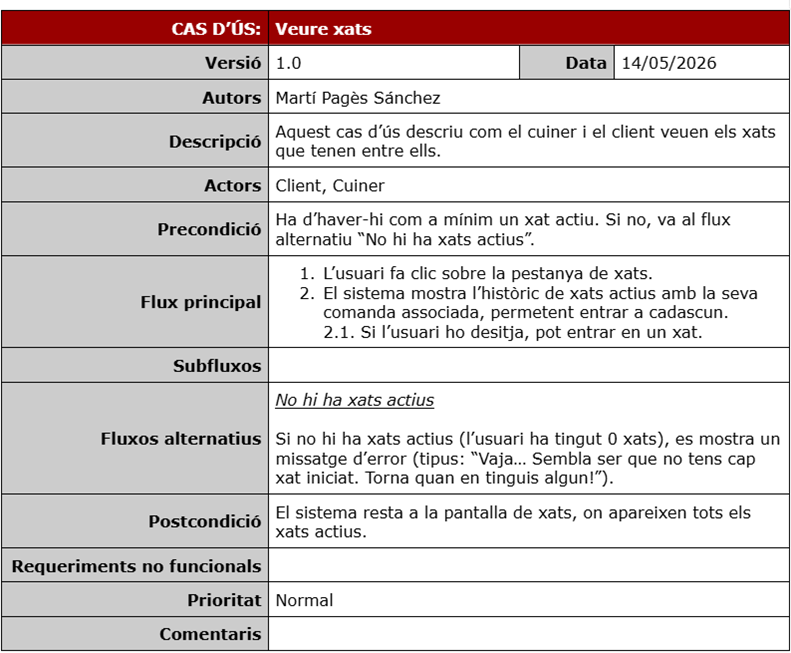 CAS D’ÚS: Veure xats
Versió 1.0 Data 14/05/2026
Autors Martí Pagès Sánchez
Descripció Aquest cas d’ús descriu com el cuiner i el client veuen els xats
que tenen entre ells.
Actors Client, Cuiner
Precondició Ha d’haver-hi com a mínim un xat actiu. Si no, va al flux
alternatiu “No hi ha xats actius”.
Flux principal
1. L’usuari fa clic sobre la pestanya de xats.
2. El sistema mostra l’històric de xats actius amb la seva
comanda associada, permetent entrar a cadascun.
2.1. Si l’usuari ho desitja, pot entrar en un xat.
Subfluxos
Fluxos alternatius
No hi ha xats actius
Si no hi ha xats actius (l’usuari ha tingut 0 xats), es mostra un
missatge d’error (tipus: “Vaja… Sembla ser que no tens cap
xat iniciat. Torna quan en tinguis algun!”).
Postcondició El sistema resta a la pantalla de xats, on apareixen tots els
xats actius.
Requeriments no funcionals
Prioritat Normal
Comentaris